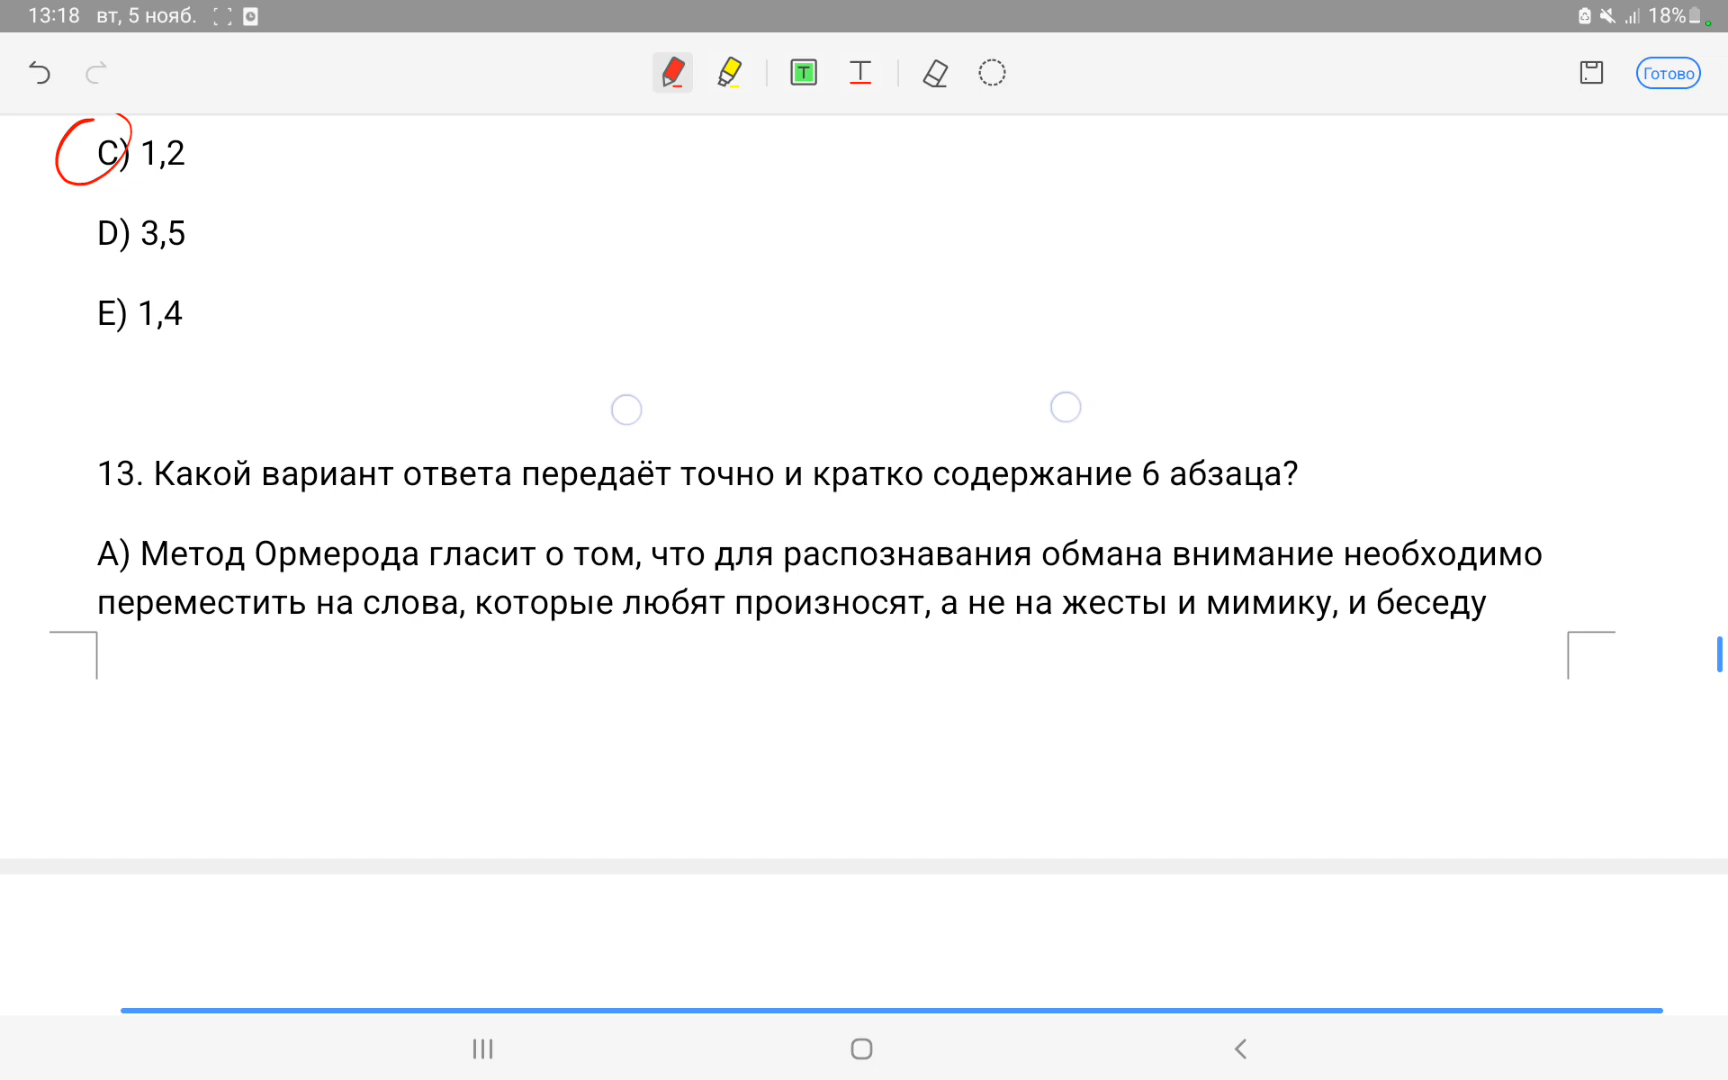 13:18 вт, 5 нояб. 18%
T T Готово
C) 1,2
D) 3,5
E) 1,4
13. Какой вариант ответа передаёт точно и кратко содержание 6 абзаца?
A) Метод Ормерода гласит о том, что для распознавания обмана внимание необходимо
переместить на слова, которые любят произносят, а не на жесты и мимику, и беседу